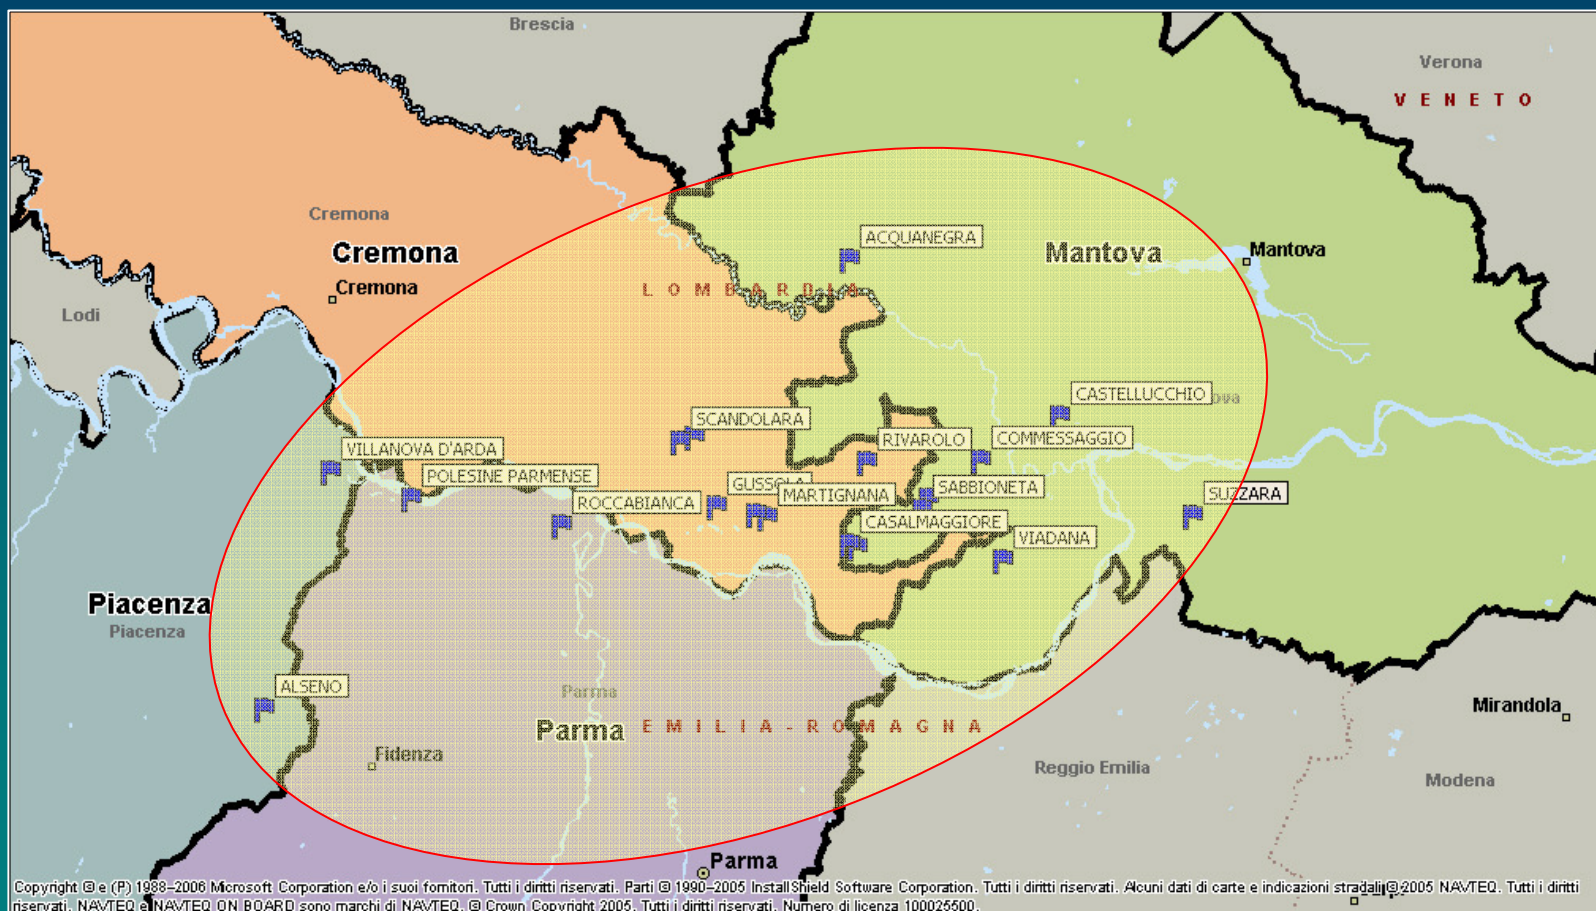 Brescia
Verona
VENETO
Cremona
Cremona
Cremona
ACQUANEGRA
Mantova
Mantova
LOMBARDIA
Lodi
CASTELLUCCHIO
SCANDOLARA
RIVAROLO
COMMESSAGGIO
VILLANOVA D'ARDA
POLESINE PARMENSE
ROCCABIANCA
GUSSOLA
MARTIGNANA
SABBIONETA
SUZZARA
CASALMAGGIORE
VIADANA
Piacenza
Piacenza
ALSENO
Parma
Parma
EMILIA-ROMAGNA
Fidenza
Mirandola
Reggio Emilia
Modena
Parma
Copyright © e (P) 1988–2006 Microsoft Corporation e/o i suoi fornitori. Tutti i diritti riservati. Parti © 1990–2005 InstallShield Software Corporation. Tutti i diritti riservati. Alcuni dati di carte e indicazioni stradali © 2005 NAVTEQ. Tutti i diritti
riservati. NAVTEQ e NAVTEQ ON BOARD sono marchi di NAVTEQ. © Crown Copyright 2005. Tutti i diritti riservati. Numero di licenza 100025500.